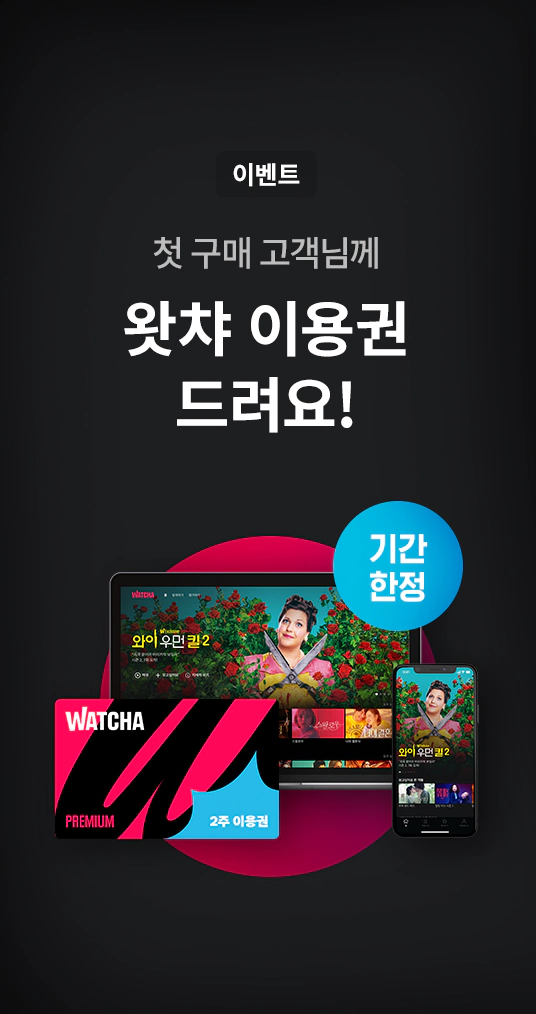 이벤트
첫 구매 고객님께
왓챠 이용권
드려요!
기간
한정
WATCHA
와이 우먼 킬 2
WATCHA
PREMIUM
2주 이용권
와이 우먼 킬 2